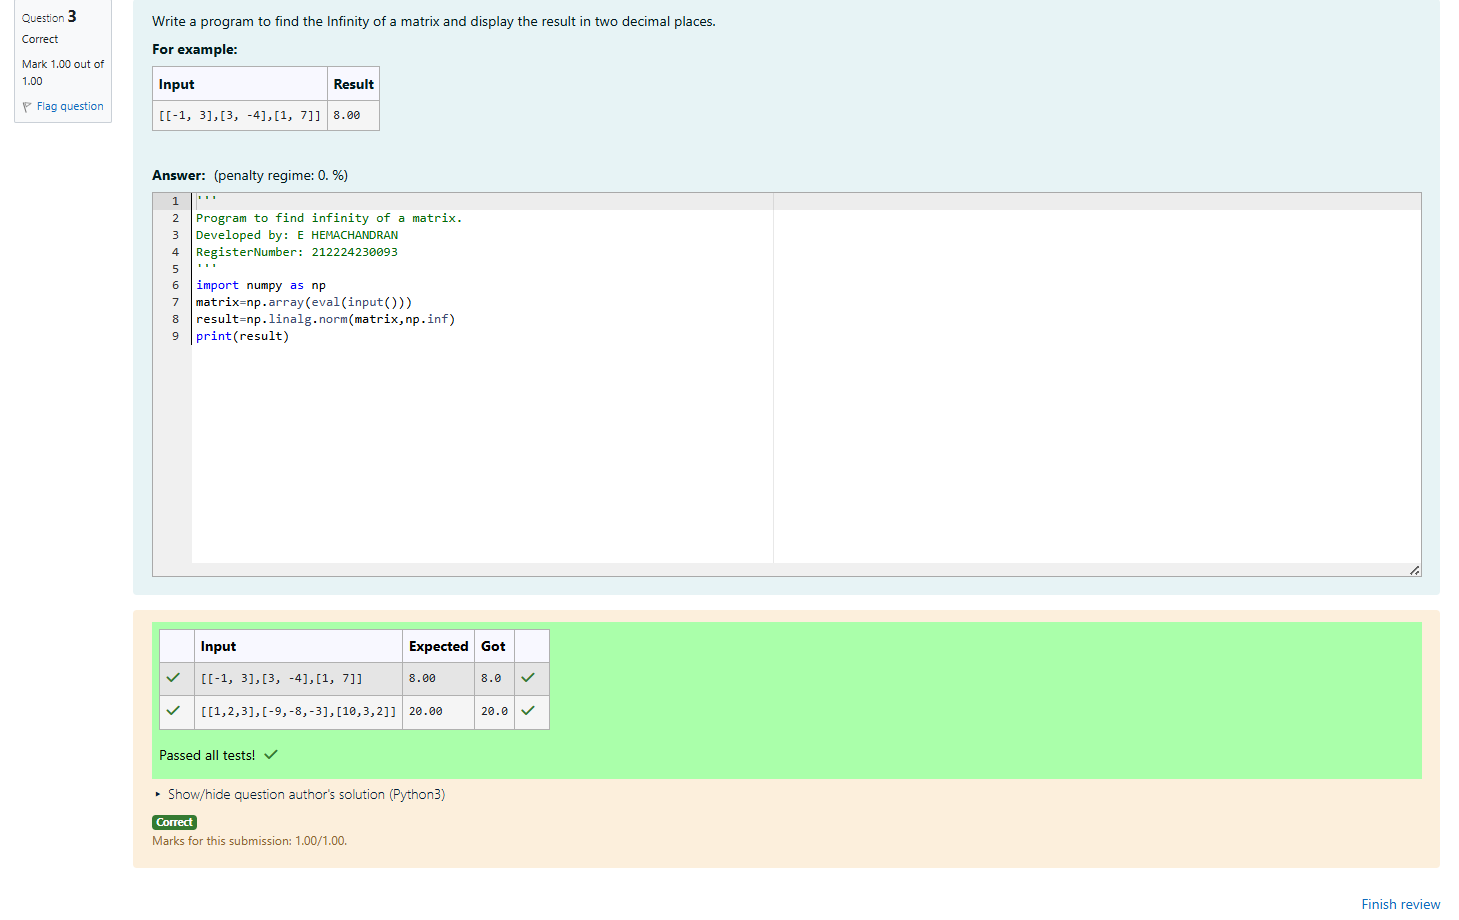 Question 3
Correct
Mark 1.00 out of
1.00
Flag question
Write a program to find the Infinity of a matrix and display the result in two decimal places.
For example:
Input Result
[[-1, 3],[3, -4],[1, 7]] 8.00
Answer: (penalty regime: 0. %)
1 '''
2 Program to find infinity of a matrix.
3 Developed by: E HEMACHANDRAN
4 RegisterNumber: 212224230093
5 '''
6 import numpy as np
7 matrix=np.array(eval(input()))
8 result=np.linalg.norm(matrix,np.inf)
9 print(result)
Input Expected Got
[[-1, 3],[3, -4],[1, 7]] 8.00 8.0
[[1,2,3],[-9,-8,-3],[10,3,2]] 20.00 20.0
Passed all tests!
Show/hide question author's solution (Python3)
Correct
Marks for this submission: 1.00/1.00.
Finish review